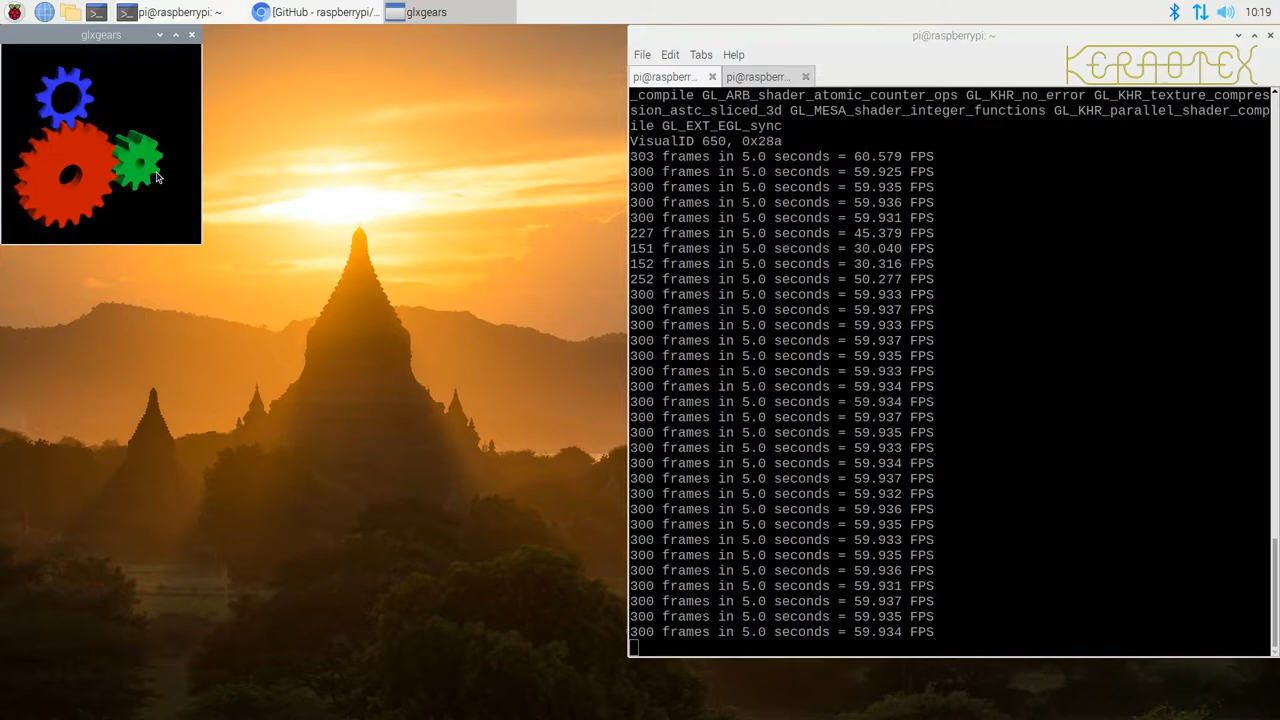 pi@raspberrypi: ~
[GitHub - raspberrypi/...
glxgears
10:19
glxgears
pi@raspberrypi: ~
File Edit Tabs Help
KERAOTEX
pi@raspberr...
pi@raspberr...
_compile GL_ARB_shader_atomic_counter_ops GL_KHR_no_error GL_KHR_texture_compres
sion_astc_sliced_3d GL_MESA_shader_integer_functions GL_KHR_parallel_shader_comp
ile GL_EXT_EGL_sync
VisualID 650, 0x28a
303 frames in 5.0 seconds = 60.579 FPS
300 frames in 5.0 seconds = 59.925 FPS
300 frames in 5.0 seconds = 59.935 FPS
300 frames in 5.0 seconds = 59.936 FPS
300 frames in 5.0 seconds = 59.931 FPS
227 frames in 5.0 seconds = 45.379 FPS
151 frames in 5.0 seconds = 30.040 FPS
152 frames in 5.0 seconds = 30.316 FPS
252 frames in 5.0 seconds = 50.277 FPS
300 frames in 5.0 seconds = 59.933 FPS
300 frames in 5.0 seconds = 59.937 FPS
300 frames in 5.0 seconds = 59.933 FPS
300 frames in 5.0 seconds = 59.937 FPS
300 frames in 5.0 seconds = 59.935 FPS
300 frames in 5.0 seconds = 59.933 FPS
300 frames in 5.0 seconds = 59.934 FPS
300 frames in 5.0 seconds = 59.934 FPS
300 frames in 5.0 seconds = 59.937 FPS
300 frames in 5.0 seconds = 59.935 FPS
300 frames in 5.0 seconds = 59.933 FPS
300 frames in 5.0 seconds = 59.934 FPS
300 frames in 5.0 seconds = 59.937 FPS
300 frames in 5.0 seconds = 59.932 FPS
300 frames in 5.0 seconds = 59.936 FPS
300 frames in 5.0 seconds = 59.935 FPS
300 frames in 5.0 seconds = 59.933 FPS
300 frames in 5.0 seconds = 59.935 FPS
300 frames in 5.0 seconds = 59.936 FPS
300 frames in 5.0 seconds = 59.931 FPS
300 frames in 5.0 seconds = 59.937 FPS
300 frames in 5.0 seconds = 59.935 FPS
300 frames in 5.0 seconds = 59.934 FPS